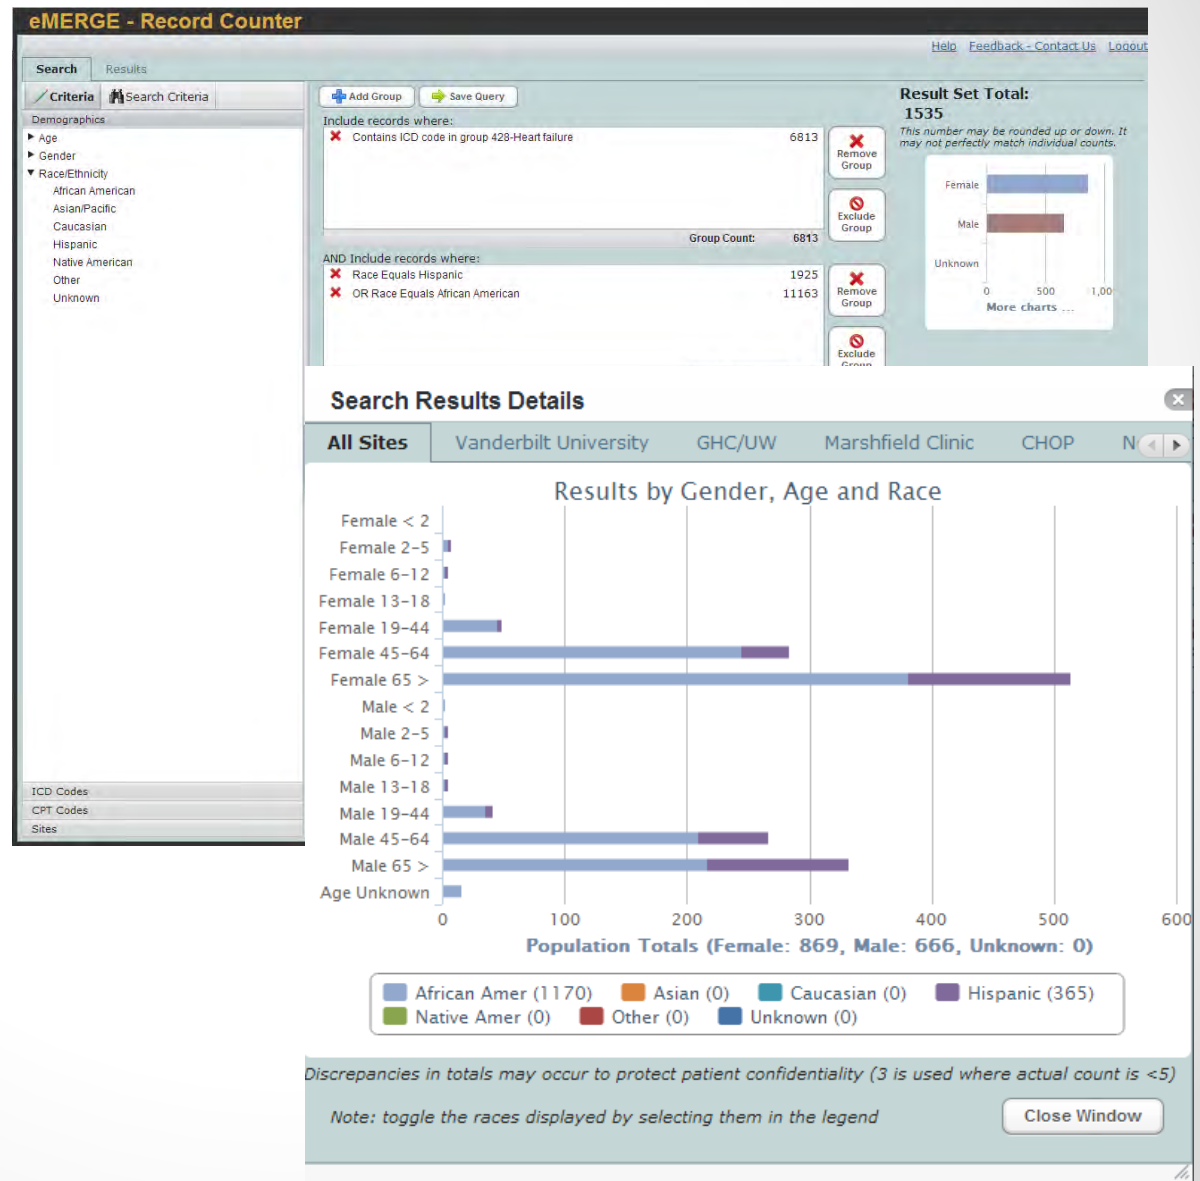 eMERGE - Record Counter
Help Feedback - Contact Us Logout
Search Results
Criteria Search Criteria
Demographics
Age
Gender
Race/Ethnicity
African American
Asian/Pacific
Caucasian
Hispanic
Native American
Other
Unknown
ICD Codes
CPT Codes
Sites
Add Group Save Query
Include records where:
Contains ICD code in group 428-Heart failure 6813
Group Count: 6813
Remove
Group
Exclude
Group
AND Include records where:
Race Equals Hispanic 1925
OR Race Equals African American 11163
Remove
Group
Exclude
Group
Result Set Total:
1535
This number may be rounded up or down. It
may not perfectly match individual counts.
Female
Male
Unknown
0 500 1,00
More charts ...
Search Results Details
All Sites Vanderbilt University GHC/UW Marshfield Clinic CHOP N
Results by Gender, Age and Race
Female < 2
Female 2-5
Female 6-12
Female 13-18
Female 19-44
Female 45-64
Female 65 >
Male < 2
Male 2-5
Male 6-12
Male 13-18
Male 19-44
Male 45-64
Male 65 >
Age Unknown
0 100 200 300 400 500 600
Population Totals (Female: 869, Male: 666, Unknown: 0)
African Amer (1170) Asian (0) Caucasian (0) Hispanic (365)
Native Amer (0) Other (0) Unknown (0)
Discrepancies in totals may occur to protect patient confidentiality (3 is used where actual count is <5)
Note: toggle the races displayed by selecting them in the legend
Close Window